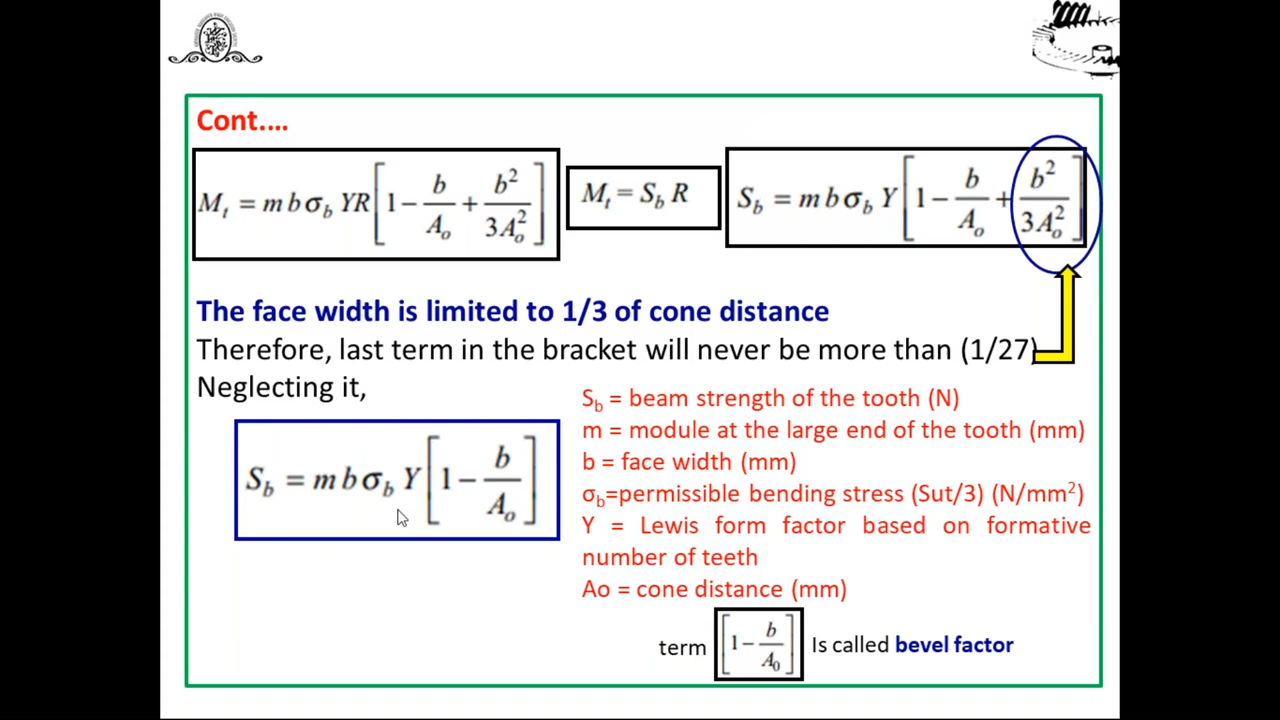 Cont.…
M_t = m b σ_b YR [1 − b/A_o + b²/3A_o²]
M_t = S_b R
S_b = m b σ_b Y [1 − b/A_o + b²/3A_o²]
The face width is limited to 1/3 of cone distance
Therefore, last term in the bracket will never be more than (1/27)
Neglecting it,
S_b = m b σ_b Y [1 − b/A_o]
S_b = beam strength of the tooth (N)
m = module at the large end of the tooth (mm)
b = face width (mm)
σ_b=permissible bending stress (Sut/3) (N/mm²)
Y = Lewis form factor based on formative
number of teeth
Ao = cone distance (mm)
term [1 − b/A_0] Is called bevel factor